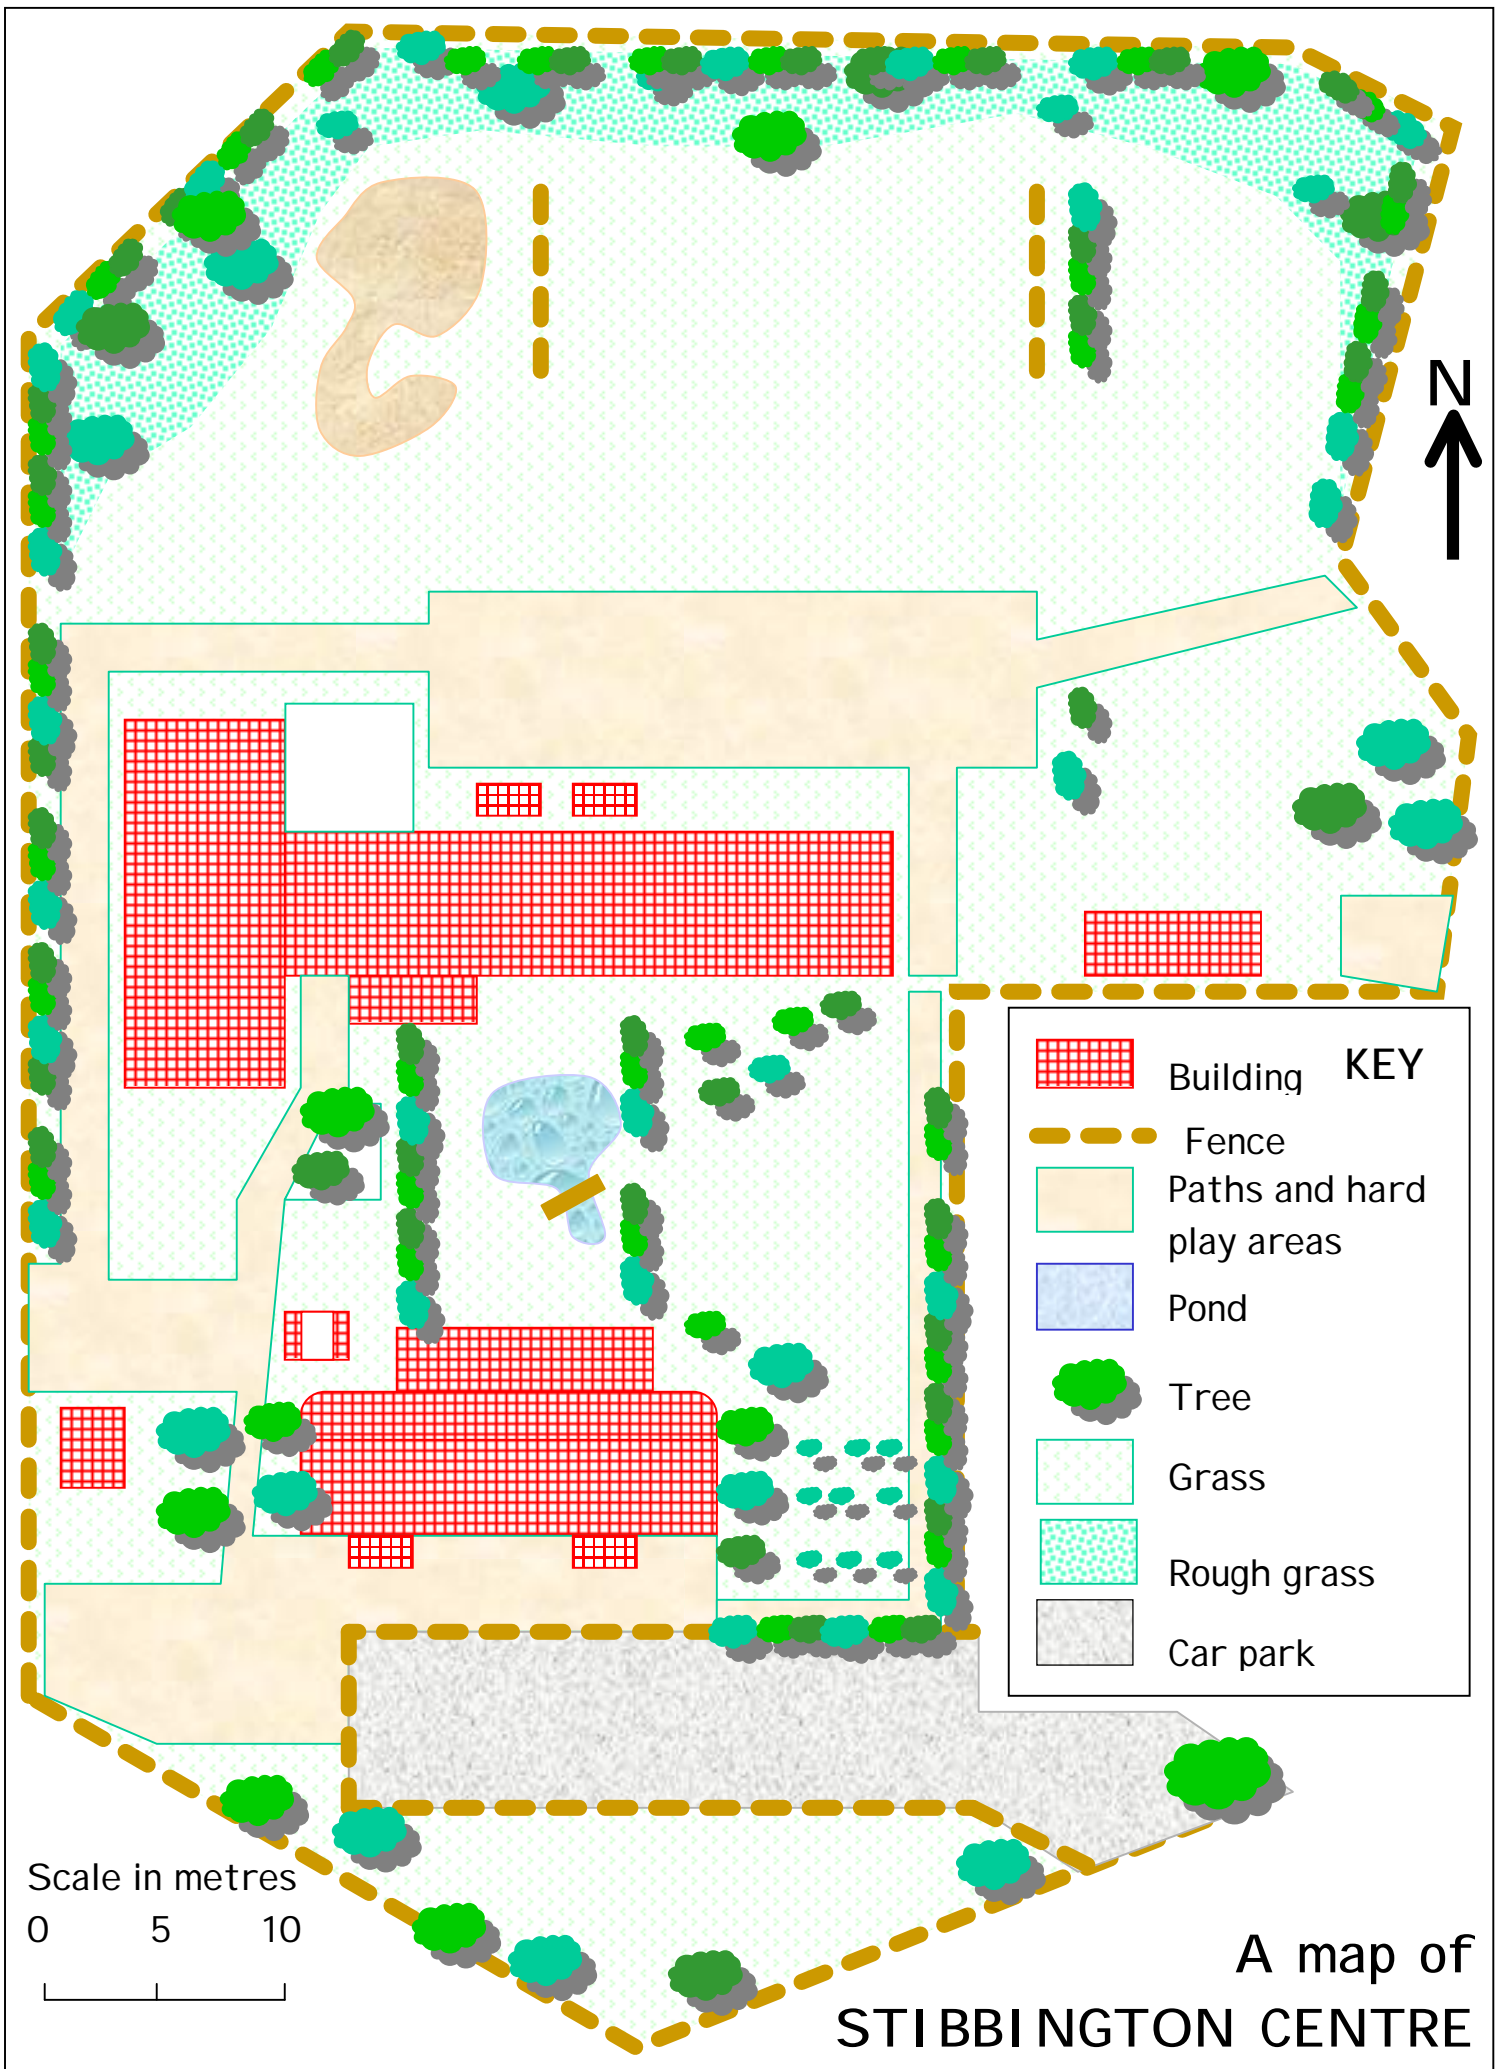 N
KEY
Building
Fence
Paths and hard
play areas
Pond
Tree
Grass
Rough grass
Car park
Scale in metres
0 5 10
A map of
STIBBINGTON CENTRE